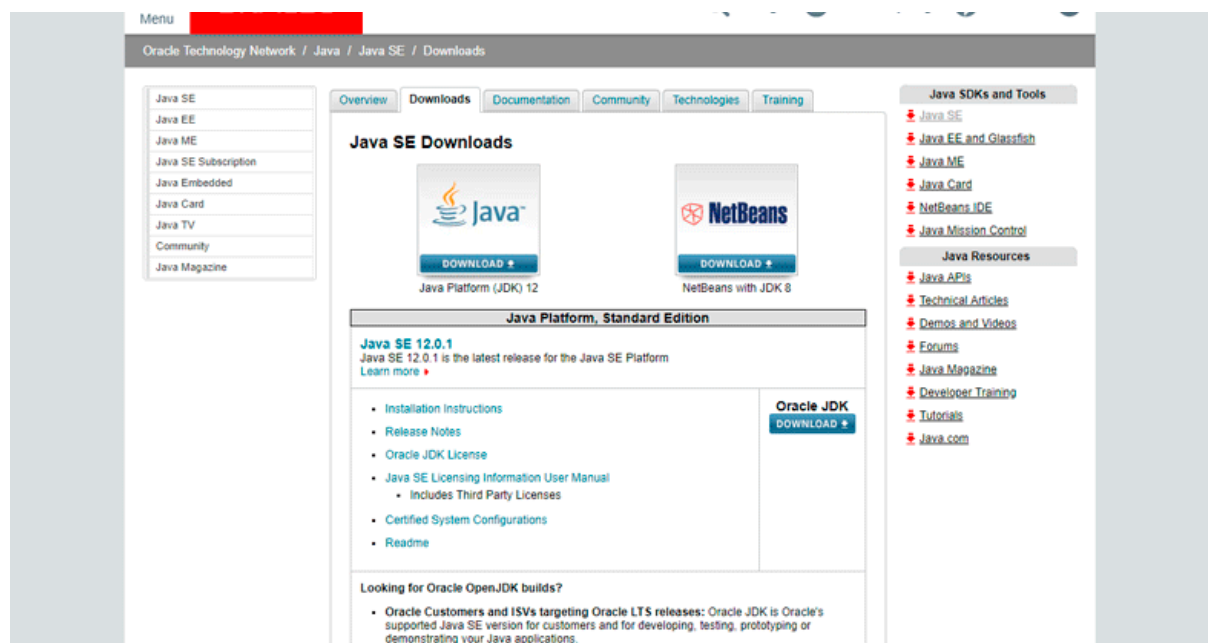 Menu
Oracle Technology Network / Java / Java SE / Downloads
Java SE
Java EE
Java ME
Java SE Subscription
Java Embedded
Java Card
Java TV
Community
Java Magazine
Overview
Downloads
Documentation
Community
Technologies
Training
Java SE Downloads
Java
DOWNLOAD
Java Platform (JDK) 12
NetBeans
DOWNLOAD
NetBeans with JDK 8
Java Platform, Standard Edition
Java SE 12.0.1
Java SE 12.0.1 is the latest release for the Java SE Platform
Learn more
• Installation Instructions
• Release Notes
• Oracle JDK License
• Java SE Licensing Information User Manual
• Includes Third Party Licenses
• Certified System Configurations
• Readme
Oracle JDK
DOWNLOAD
Looking for Oracle OpenJDK builds?
• Oracle Customers and ISVs targeting Oracle LTS releases: Oracle JDK is Oracle's
supported Java SE version for customers and for developing, testing, prototyping or
demonstrating your Java applications.
Java SDKs and Tools
Java SE
Java EE and Glassfish
Java ME
Java Card
NetBeans IDE
Java Mission Control
Java Resources
Java APIs
Technical Articles
Demos and Videos
Forums
Java Magazine
Developer Training
Tutorials
Java.com